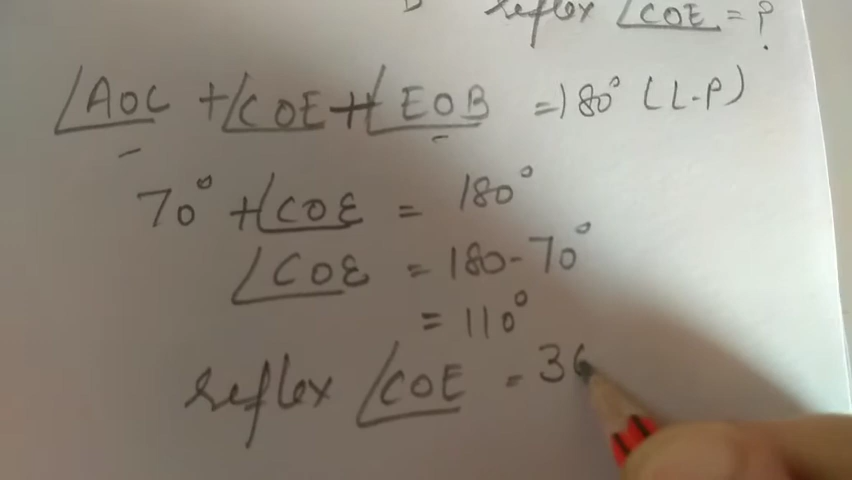 reflex ∠COE = ?
∠AOC + ∠COE + ∠EOB = 180° (L.P)
70° + ∠COE = 180°
∠COE = 180 - 70°
= 110°
reflex ∠COE = 36